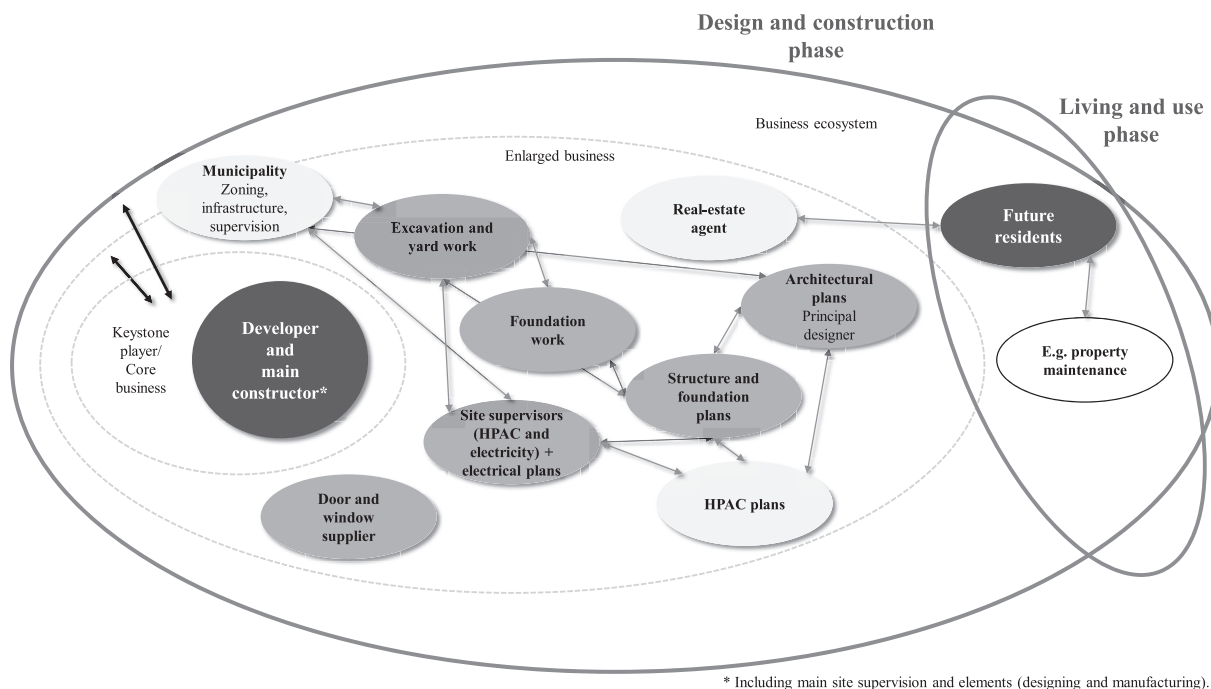 Design and construction
phase
Living and use
phase
Business ecosystem
Enlarged business
Municipality
Zoning,
infrastructure,
supervision
Excavation and
yard work
Real-estate
agent
Future
residents
Architectural
plans
Principal
designer
Foundation
work
Keystone
player/
Core
business
Developer
and
main
constructor*
E.g. property
maintenance
Structure and
foundation
plans
Site supervisors
(HPAC and
electricity) +
electrical plans
HPAC plans
Door and
window
supplier
* Including main site supervision and elements (designing and manufacturing).